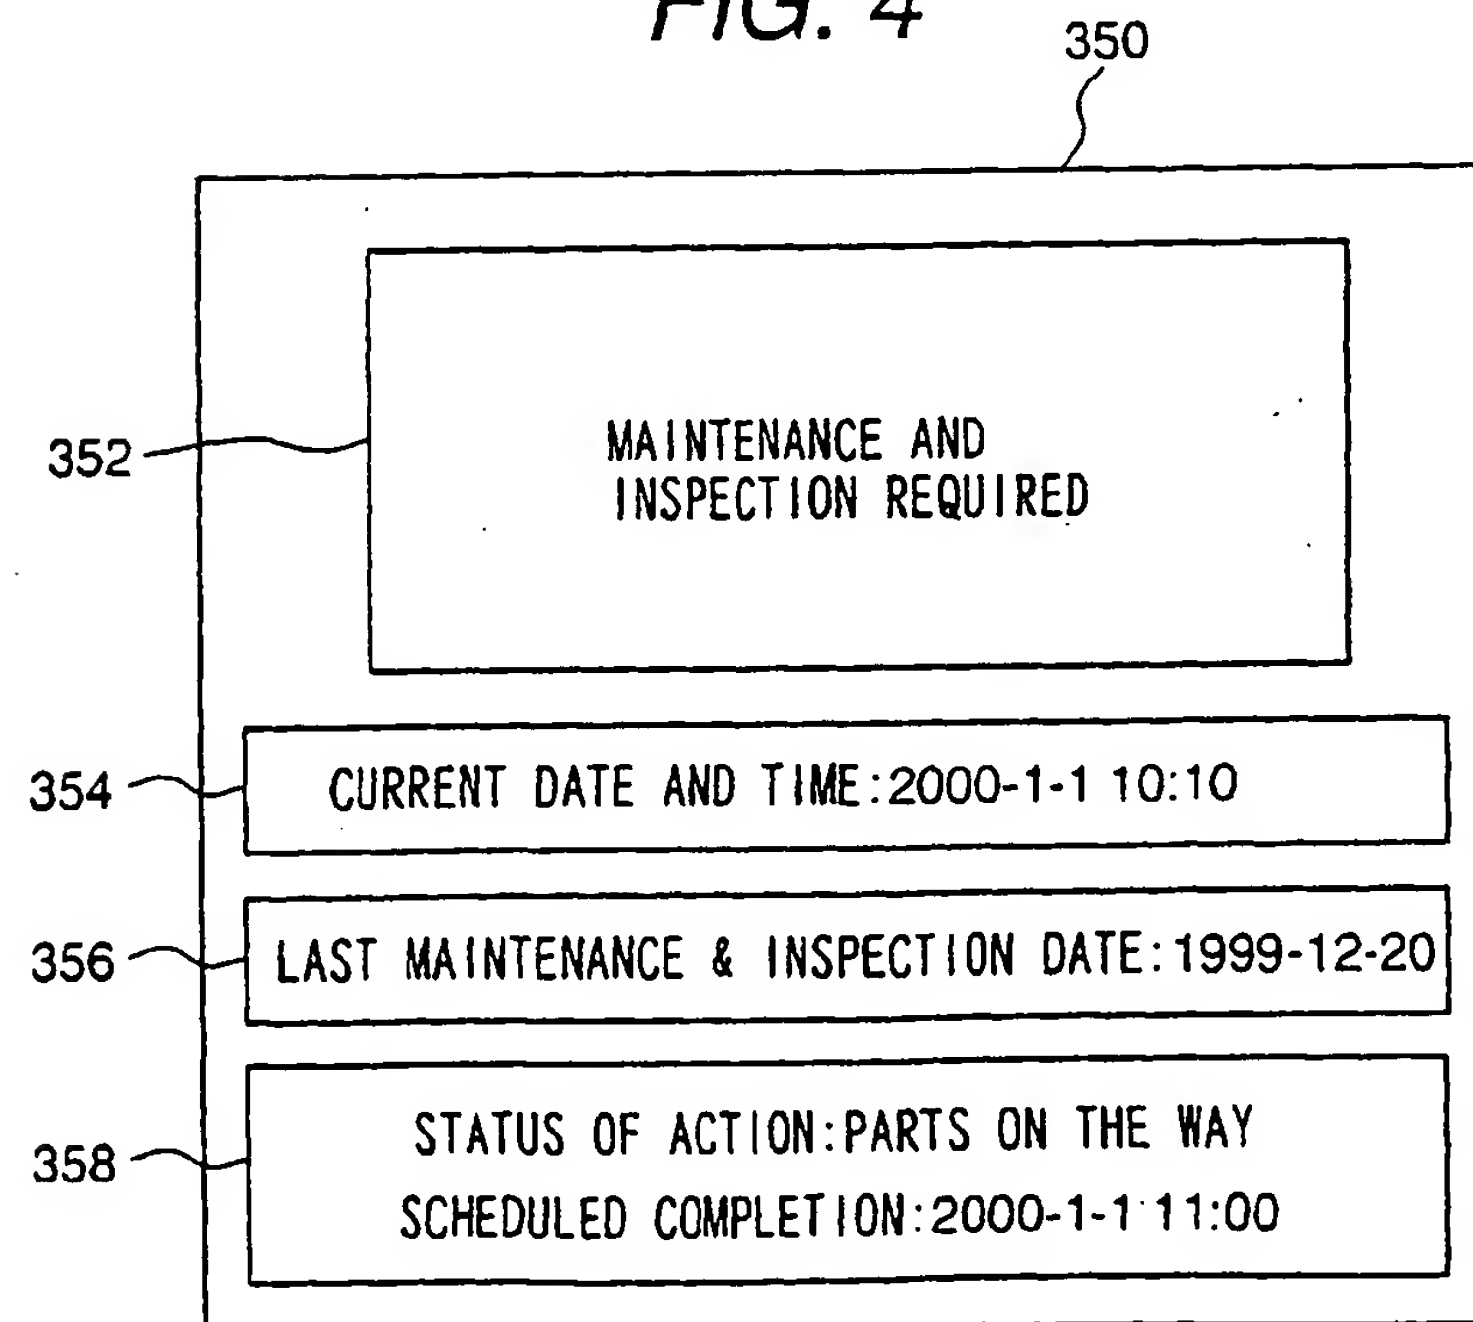 FIG. 4
350
352
MAINTENANCE AND
INSPECTION REQUIRED
354
CURRENT DATE AND TIME:2000-1-1 10:10
356
LAST MAINTENANCE & INSPECTION DATE:1999-12-20
358
STATUS OF ACTION:PARTS ON THE WAY
SCHEDULED COMPLETION:2000-1-1 11:00